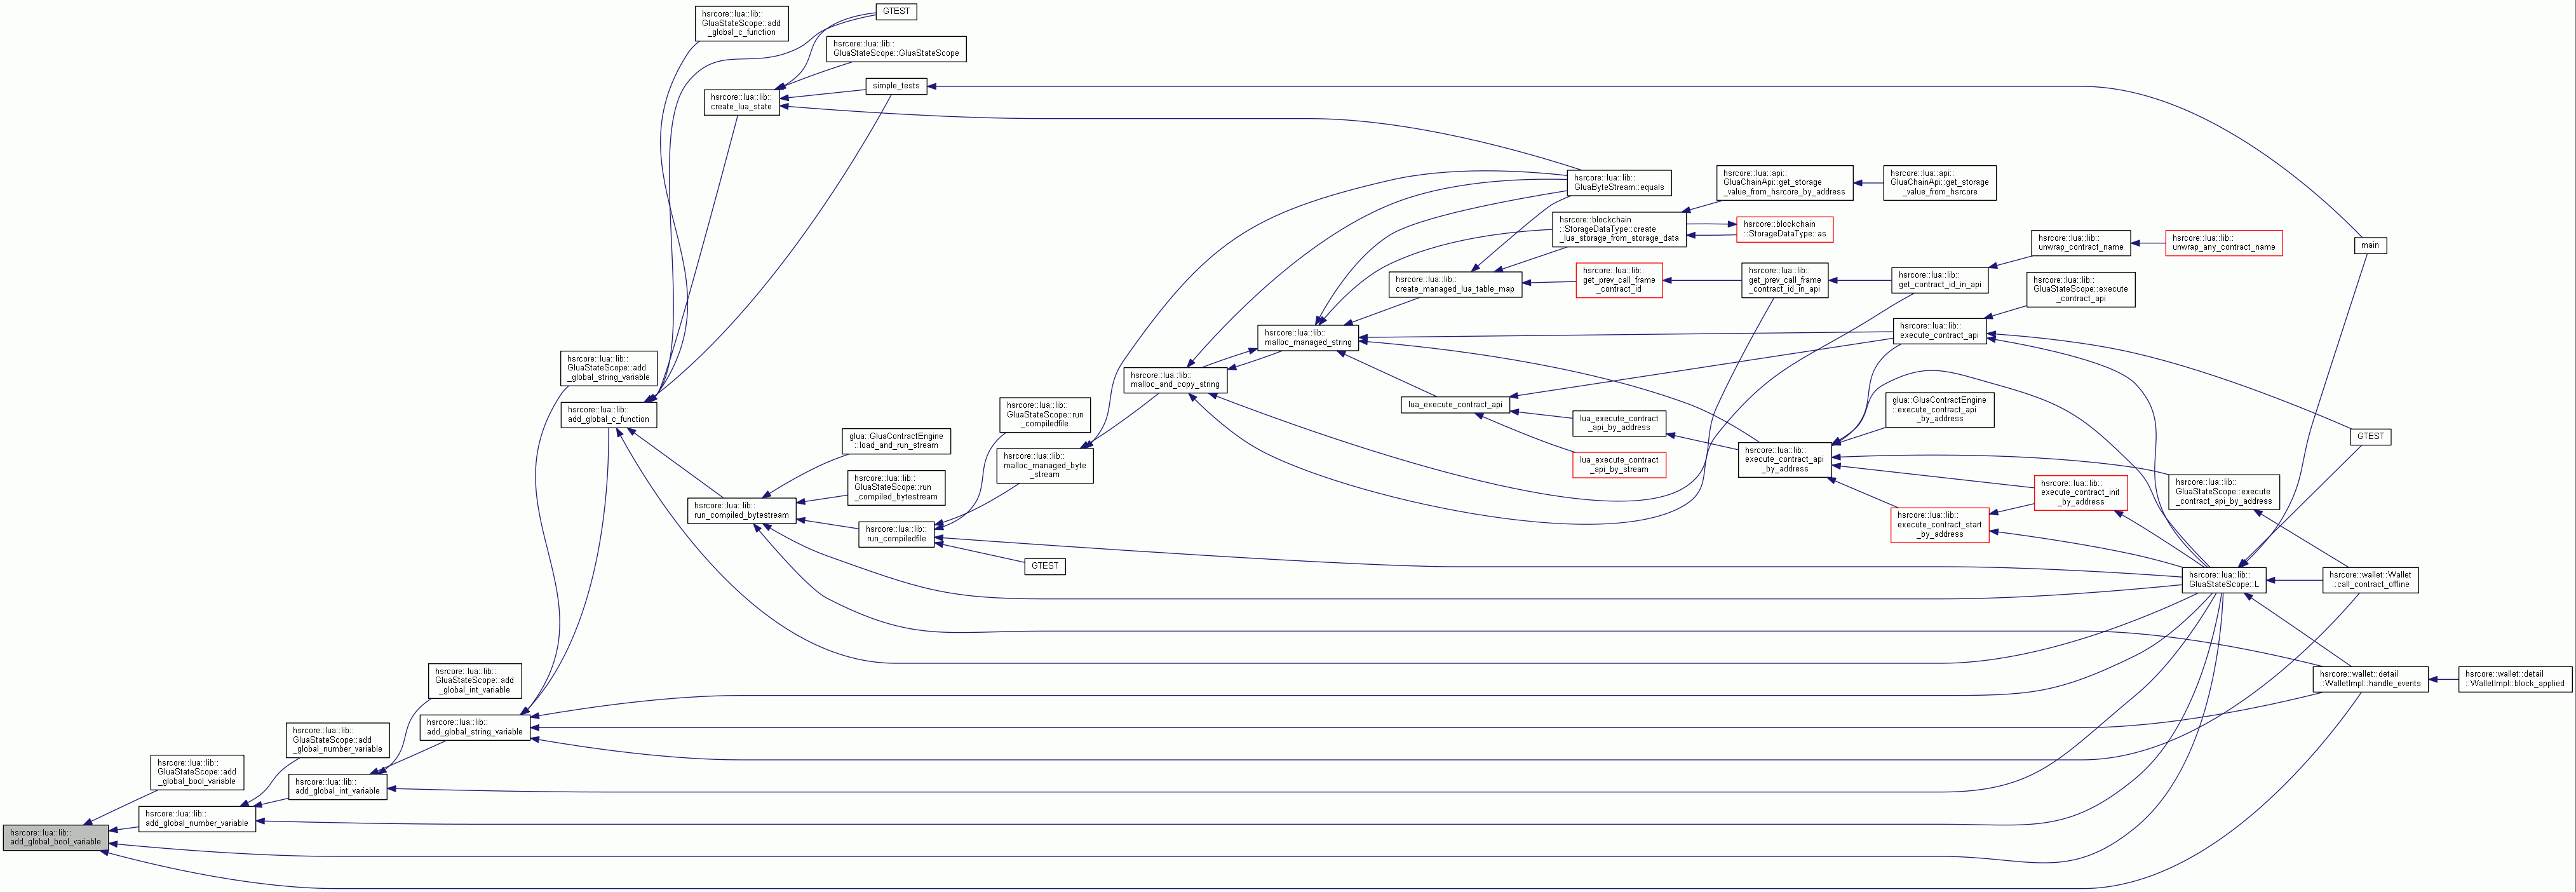 hsrcore::lua::lib::
GluaStateScope::add
_global_c_function
GTEST
hsrcore::lua::lib::
GluaStateScope::GluaStateScope
simple_tests
hsrcore::lua::lib::
create_lua_state
hsrcore::lua::lib::
GluaByteStream::equals
hsrcore::lua::api::
GluaChainApi::get_storage
_value_from_hsrcore_by_address
hsrcore::lua::api::
GluaChainApi::get_storage
_value_from_hsrcore
hsrcore::blockchain
::StorageDataType::create
_lua_storage_from_storage_data
hsrcore::blockchain
::StorageDataType::as
hsrcore::lua::lib::
unwrap_contract_name
hsrcore::lua::lib::
unwrap_any_contract_name
main
hsrcore::lua::lib::
create_managed_lua_table_map
hsrcore::lua::lib::
get_prev_call_frame
_contract_id
hsrcore::lua::lib::
get_prev_call_frame
_contract_id_in_api
hsrcore::lua::lib::
get_contract_id_in_api
hsrcore::lua::lib::
GluaStateScope::execute
_contract_api
hsrcore::lua::lib::
malloc_managed_string
hsrcore::lua::lib::
execute_contract_api
hsrcore::lua::lib::
GluaStateScope::add
_global_string_variable
hsrcore::lua::lib::
malloc_and_copy_string
hsrcore::lua::lib::
add_global_c_function
hsrcore::lua::lib::
GluaStateScope::run
_compiledfile
lua_execute_contract_api
lua_execute_contract
_api_by_address
glua::GluaContractEngine
::execute_contract_api
_by_address
glua::GluaContractEngine
::load_and_run_stream
hsrcore::lua::lib::
malloc_managed_byte
_stream
lua_execute_contract
_api_by_stream
hsrcore::lua::lib::
execute_contract_api
_by_address
GTEST
hsrcore::lua::lib::
GluaStateScope::run
_compiled_bytestream
hsrcore::lua::lib::
run_compiled_bytestream
hsrcore::lua::lib::
execute_contract_init
_by_address
hsrcore::lua::lib::
GluaStateScope::execute
_contract_api_by_address
hsrcore::lua::lib::
run_compiledfile
hsrcore::lua::lib::
execute_contract_start
_by_address
GTEST
hsrcore::lua::lib::
GluaStateScope::L
hsrcore::wallet::Wallet
::call_contract_offline
hsrcore::lua::lib::
GluaStateScope::add
_global_int_variable
hsrcore::wallet::detail
::WalletImpl::handle_events
hsrcore::wallet::detail
::WalletImpl::block_applied
hsrcore::lua::lib::
add_global_string_variable
hsrcore::lua::lib::
GluaStateScope::add
_global_number_variable
hsrcore::lua::lib::
GluaStateScope::add
_global_bool_variable
hsrcore::lua::lib::
add_global_int_variable
hsrcore::lua::lib::
add_global_number_variable
hsrcore::lua::lib::
add_global_bool_variable